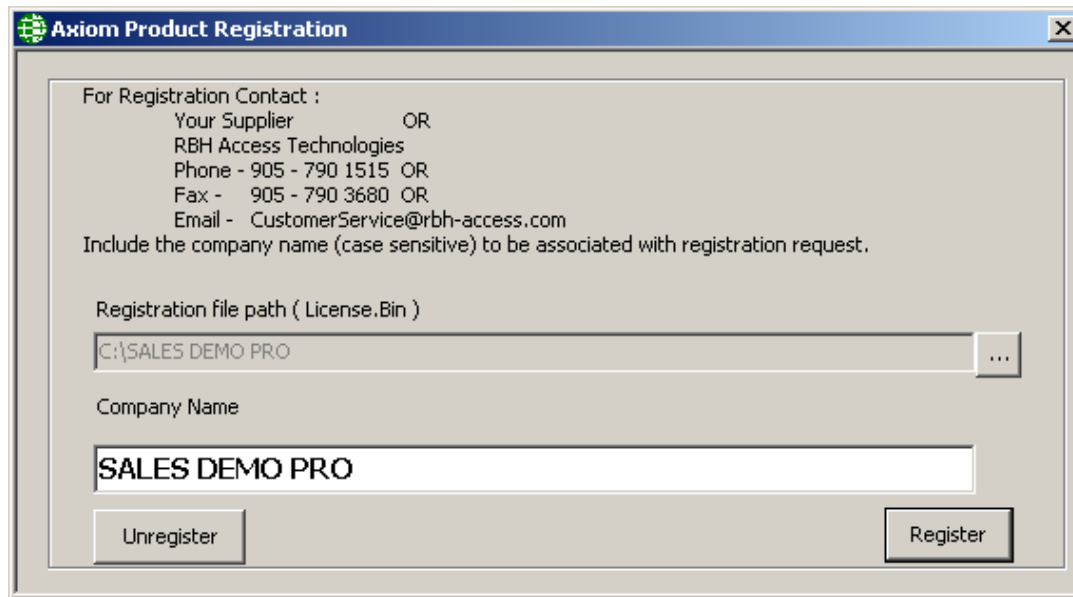 Axiom Product Registration
For Registration Contact :
Your Supplier OR
RBH Access Technologies
Phone - 905 - 790 1515 OR
Fax - 905 - 790 3680 OR
Email - CustomerService@rbh-access.com
Include the company name (case sensitive) to be associated with registration request.
Registration file path ( License.Bin )
C:\SALES DEMO PRO
...
Company Name
SALES DEMO PRO
Unregister Register